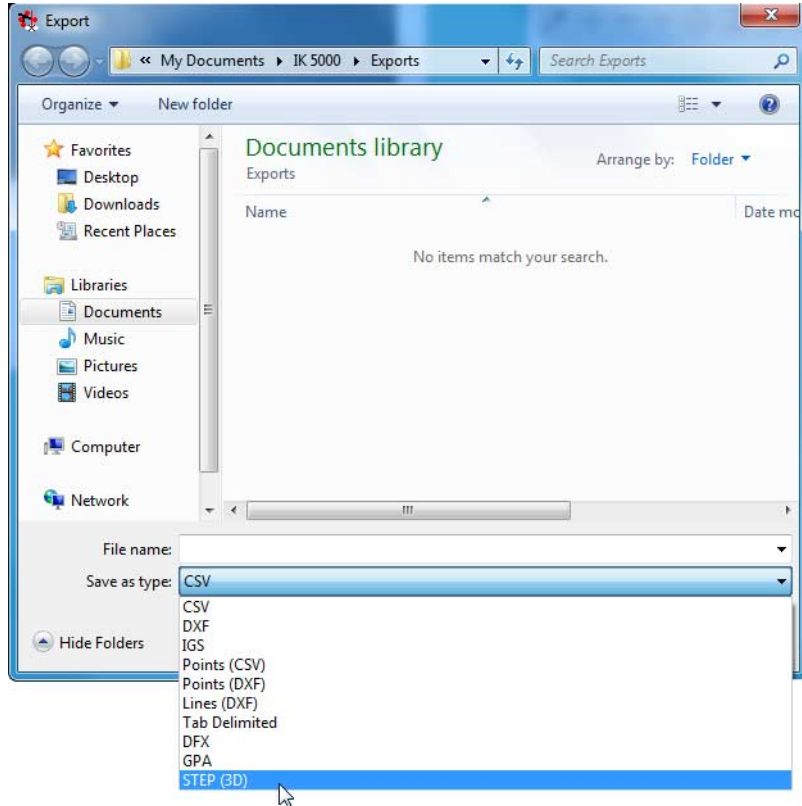 Export
« My Documents IK 5000 Exports
Search Exports
Organize
New folder
Favorites
Desktop
Downloads
Recent Places
Libraries
Documents
Music
Pictures
Videos
Computer
Network
Documents library
Exports
Arrange by: Folder
Name
Date mo
No items match your search.
File name:
Save as type: CSV
CSV
DXF
IGS
Points (CSV)
Points (DXF)
Lines (DXF)
Tab Delimited
DFX
GPA
STEP (3D)
Hide Folders